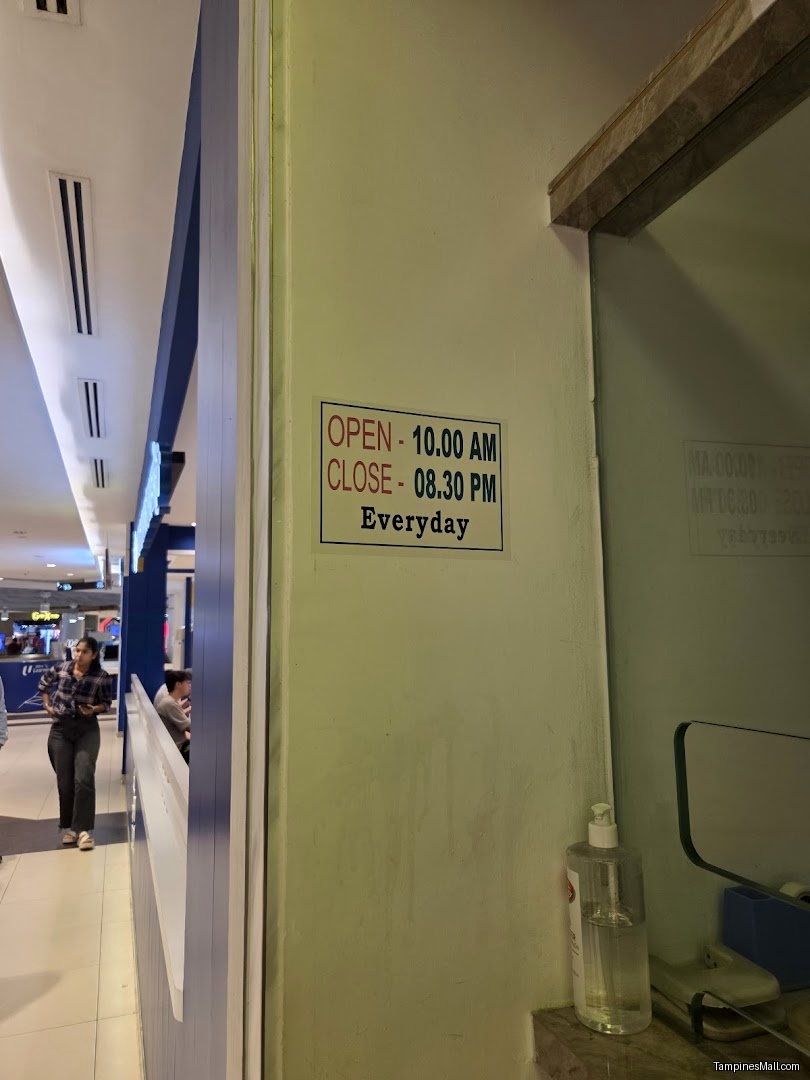 OPEN - 10.00 AM
CLOSE - 08.30 PM
Everyday
TampinesMall.com